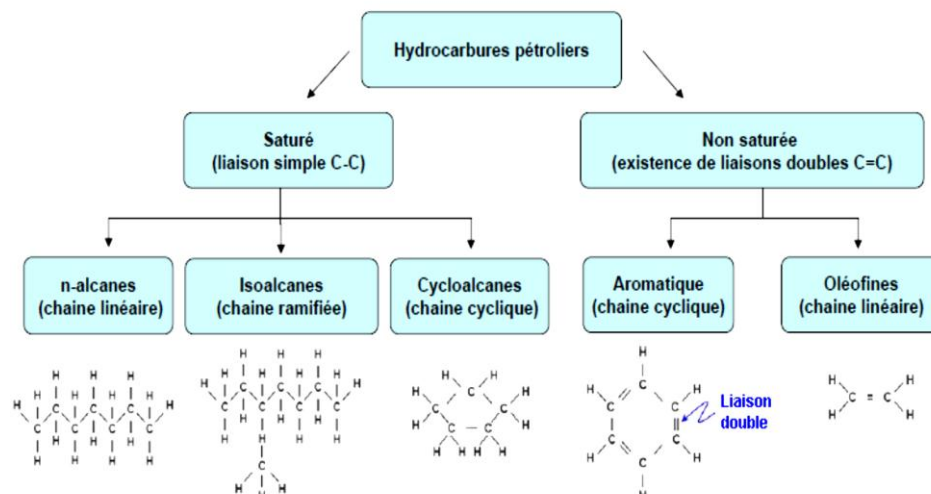 Hydrocarbures pétroliers
Saturé
(liaison simple C-C)
Non saturée
(existence de liaisons doubles C=C)
n-alcanes
(chaine linéaire)
Isoalcanes
(chaine ramifiée)
Cycloalcanes
(chaine cyclique)
Aromatique
(chaine cyclique)
Oléfines
(chaine linéaire)
Liaison
double